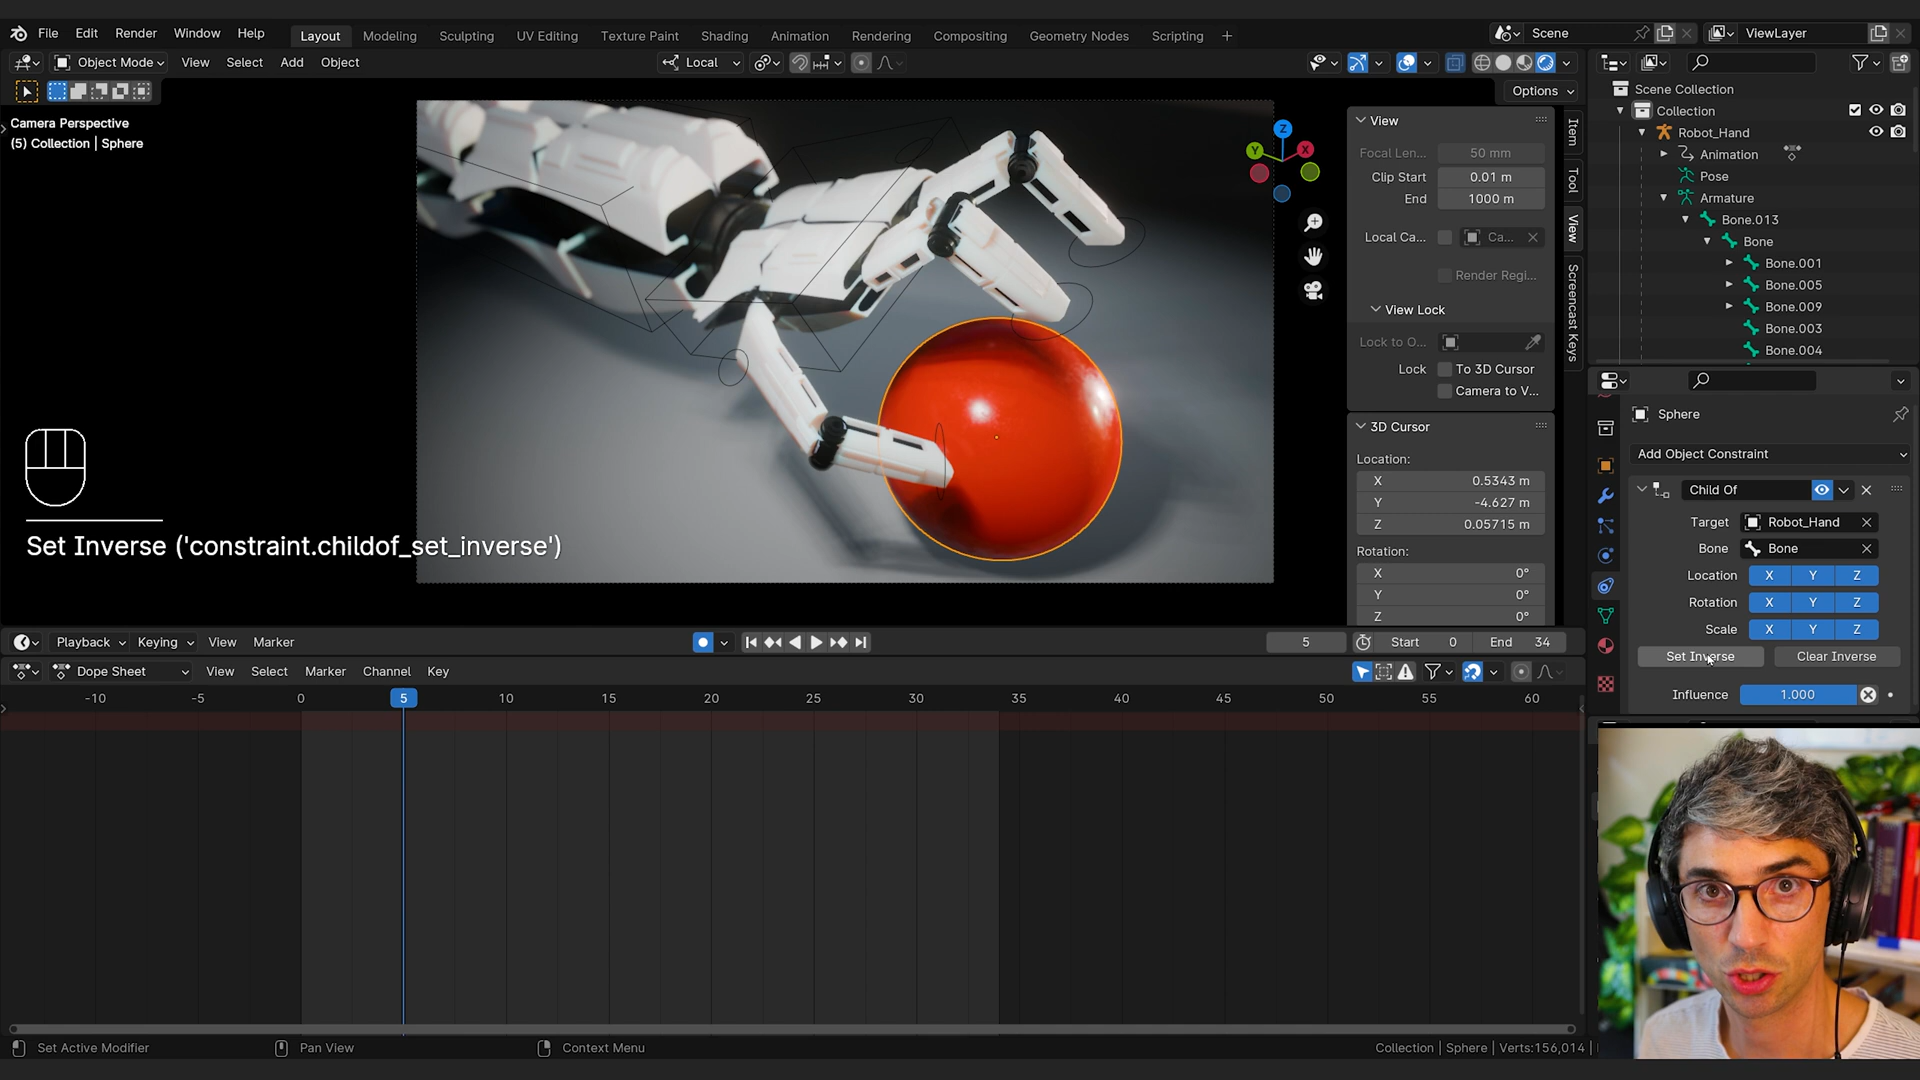 File Edit Render Window Help Layout Modeling Sculpting UV Editing Texture Paint Shading Animation Rendering Compositing Geometry Nodes Scripting + Scene ViewLayer
Object Mode View Select Add Object Local
Options
Camera Perspective
(5) Collection | Sphere
Z
Y
X
View
Focal Len... 50 mm
Clip Start 0.01 m
End 1000 m
Local Ca... Ca...
Render Regi...
View Lock
Lock to O...
Lock To 3D Cursor
Camera to V...
3D Cursor
Location:
X 0.5343 m
Y -4.627 m
Z 0.05715 m
Rotation:
X 0°
Y 0°
Z 0°
Item
Tool
View
Screencast Keys
Scene Collection
Collection
Robot_Hand
Animation
Pose
Armature
Bone.013
Bone
Bone.001
Bone.005
Bone.009
Bone.003
Bone.004
Sphere
Add Object Constraint
Child Of
Target Robot_Hand
Bone Bone
Location X Y Z
Rotation X Y Z
Scale X Y Z
Set Inverse Clear Inverse
Influence 1.000
Set Inverse ('constraint.childof_set_inverse')
Playback Keying View Marker 5 Start 0 End 34
Dope Sheet View Select Marker Channel Key
-10 -5 0 5 10 15 20 25 30 35 40 45 50 55 60
Set Active Modifier Pan View Context Menu Collection | Sphere | Verts:156,014 |